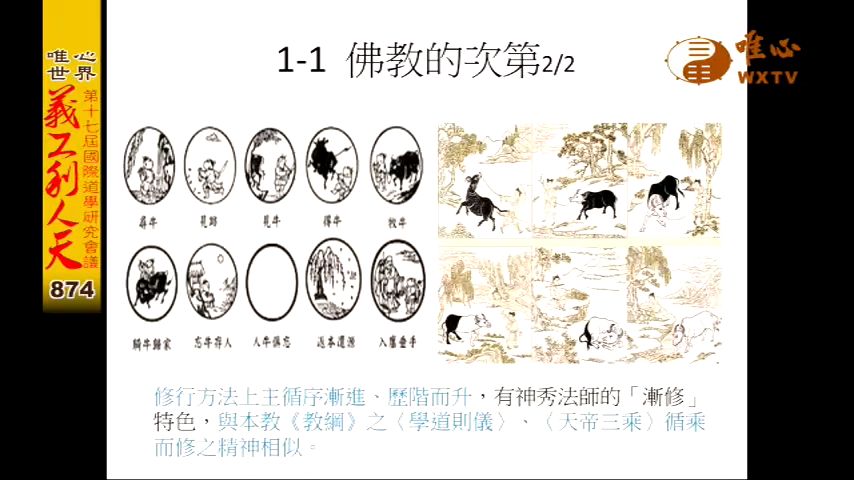 唯心
世界
第十七屆國際道學研究會議
義工利人天
874
1-1 佛教的次第2/2
唯心
WXTV
尋牛 見跡 見牛 得牛 牧牛
騎牛歸家 忘牛存人 人牛俱忘 返本還源 入廛垂手
修行方法上主循序漸進、歷階而升，有神秀法師的「漸修」
特色，與本教《教綱》之〈學道則儀〉、〈天帝三乘〉循乘
而修之精神相似。